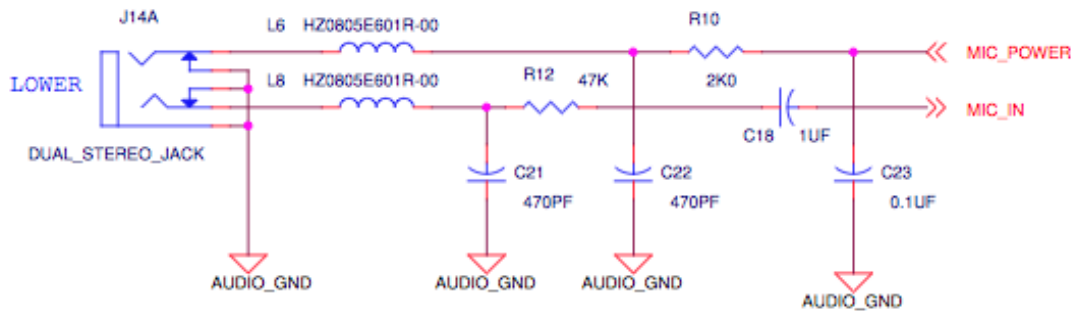 J14A
L6 HZ0805E601R-00
R10
MIC_POWER
LOWER
L8 HZ0805E601R-00
R12 47K
2K0
MIC_IN
C18 1UF
DUAL_STEREO_JACK
C21
470PF
C22
470PF
C23
0.1UF
AUDIO_GND
AUDIO_GND
AUDIO_GND
AUDIO_GND